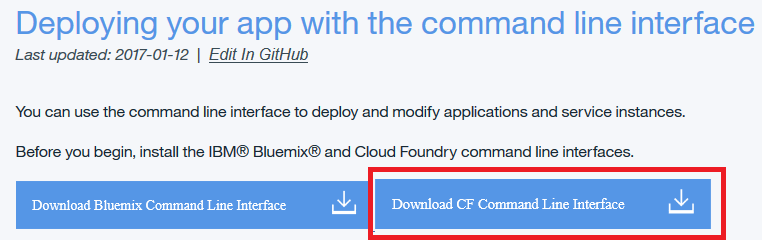 Deploying your app with the command line interface
Last updated: 2017-01-12 | Edit In GitHub
You can use the command line interface to deploy and modify applications and service instances.
Before you begin, install the IBM® Bluemix® and Cloud Foundry command line interfaces.
Download Bluemix Command Line Interface
Download CF Command Line Interface